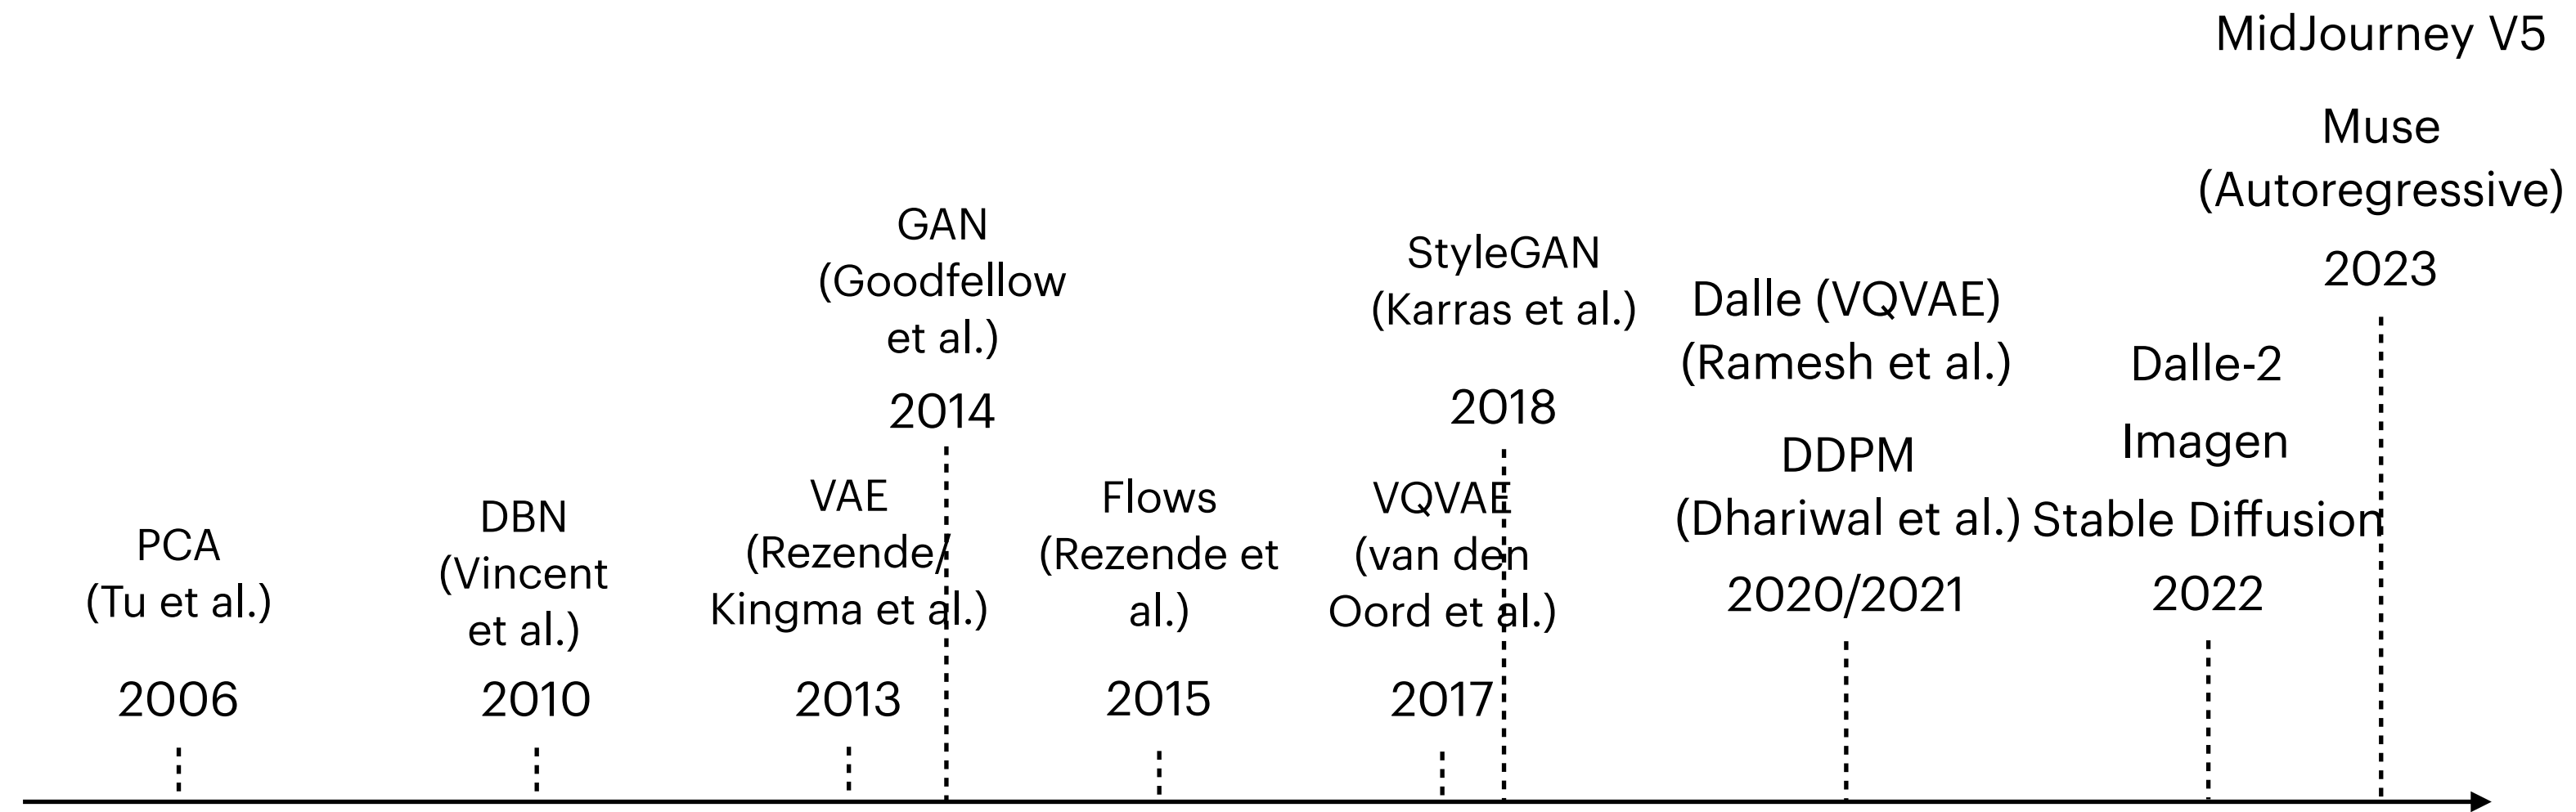 PCA
(Tu et al.)
2006
DBN
(Vincent
et al.)
2010
VAE
(Rezende/
Kingma et al.)
2013
GAN
(Goodfellow
et al.)
2014
Flows
(Rezende et
al.)
2015
VQVAE
(van den
Oord et al.)
2017
StyleGAN
(Karras et al.)
2018
Dalle (VQVAE)
(Ramesh et al.)
DDPM
(Dhariwal et al.)
2020/2021
Dalle-2
Imagen
Stable Diffusion
2022
MidJourney V5
Muse
(Autoregressive)
2023